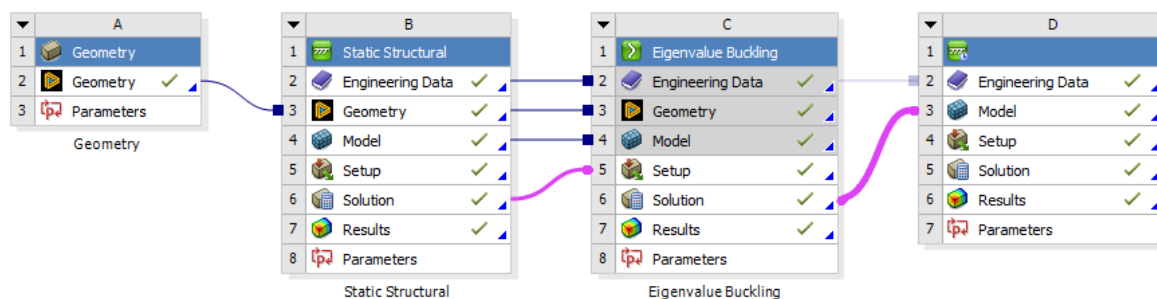 A
1 Geometry
2 Geometry
3 Parameters
Geometry
B
1 Static Structural
2 Engineering Data
3 Geometry
4 Model
5 Setup
6 Solution
7 Results
8 Parameters
Static Structural
C
1 Eigenvalue Buckling
2 Engineering Data
3 Geometry
4 Model
5 Setup
6 Solution
7 Results
8 Parameters
Eigenvalue Buckling
D
1
2 Engineering Data
3 Model
4 Setup
5 Solution
6 Results
7 Parameters